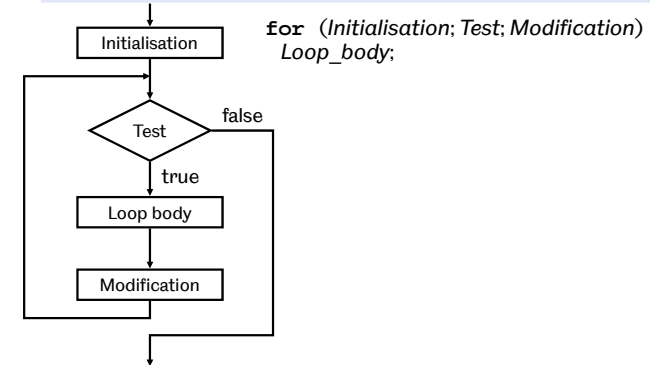 for (Initialisation; Test; Modification)
Loop_body;
Initialisation
Test
false
true
Loop body
Modification